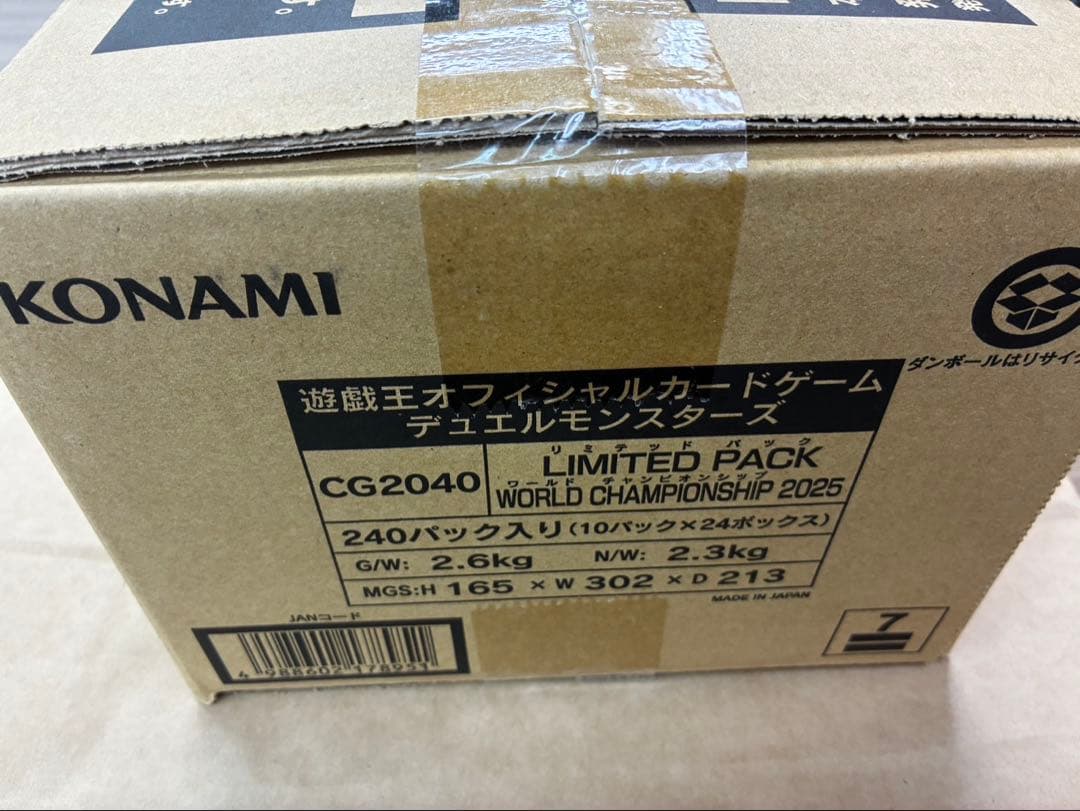 す。
す。
KONAMI
ダンボールはリサイ
遊戯王オフィシャルカードゲーム
デュエルモンスターズ
CG2040
リミテッド パック
LIMITED PACK
ワールド チャンピオンシップ
WORLD CHAMPIONSHIP 2025
240パック入り(10パック×24ボックス)
G/W: 2.6kg N/W: 2.3kg
MGS:H 165 × W 302 × D 213
MADE IN JAPAN
JANコード
4 988602 178951
7